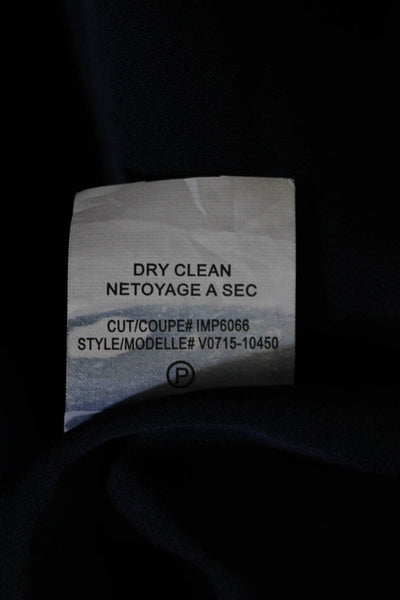 DRY CLEAN
NETOYAGE A SEC
CUT/COUPE# IMP6066
STYLE/MODELLE# V0715-10450
P